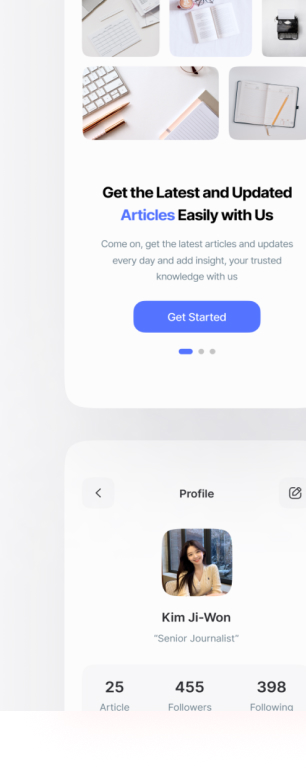 Get the Latest and Updated
Articles Easily with Us
Come on, get the latest articles and updates
every day and add insight, your trusted
knowledge with us
Get Started
Profile
Kim Ji-Won
"Senior Journalist"
25 455 398
Article Followers Following